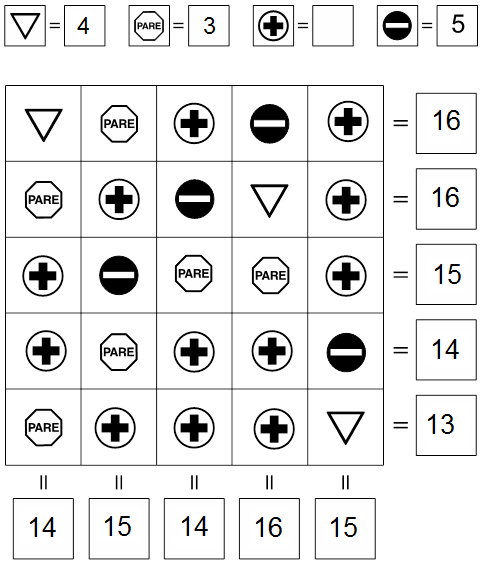 = 4 PARE = 3 = = 5
PARE = 16
PARE = 16
PARE PARE = 15
PARE = 14
PARE = 13
= = = = =
14 15 14 16 15